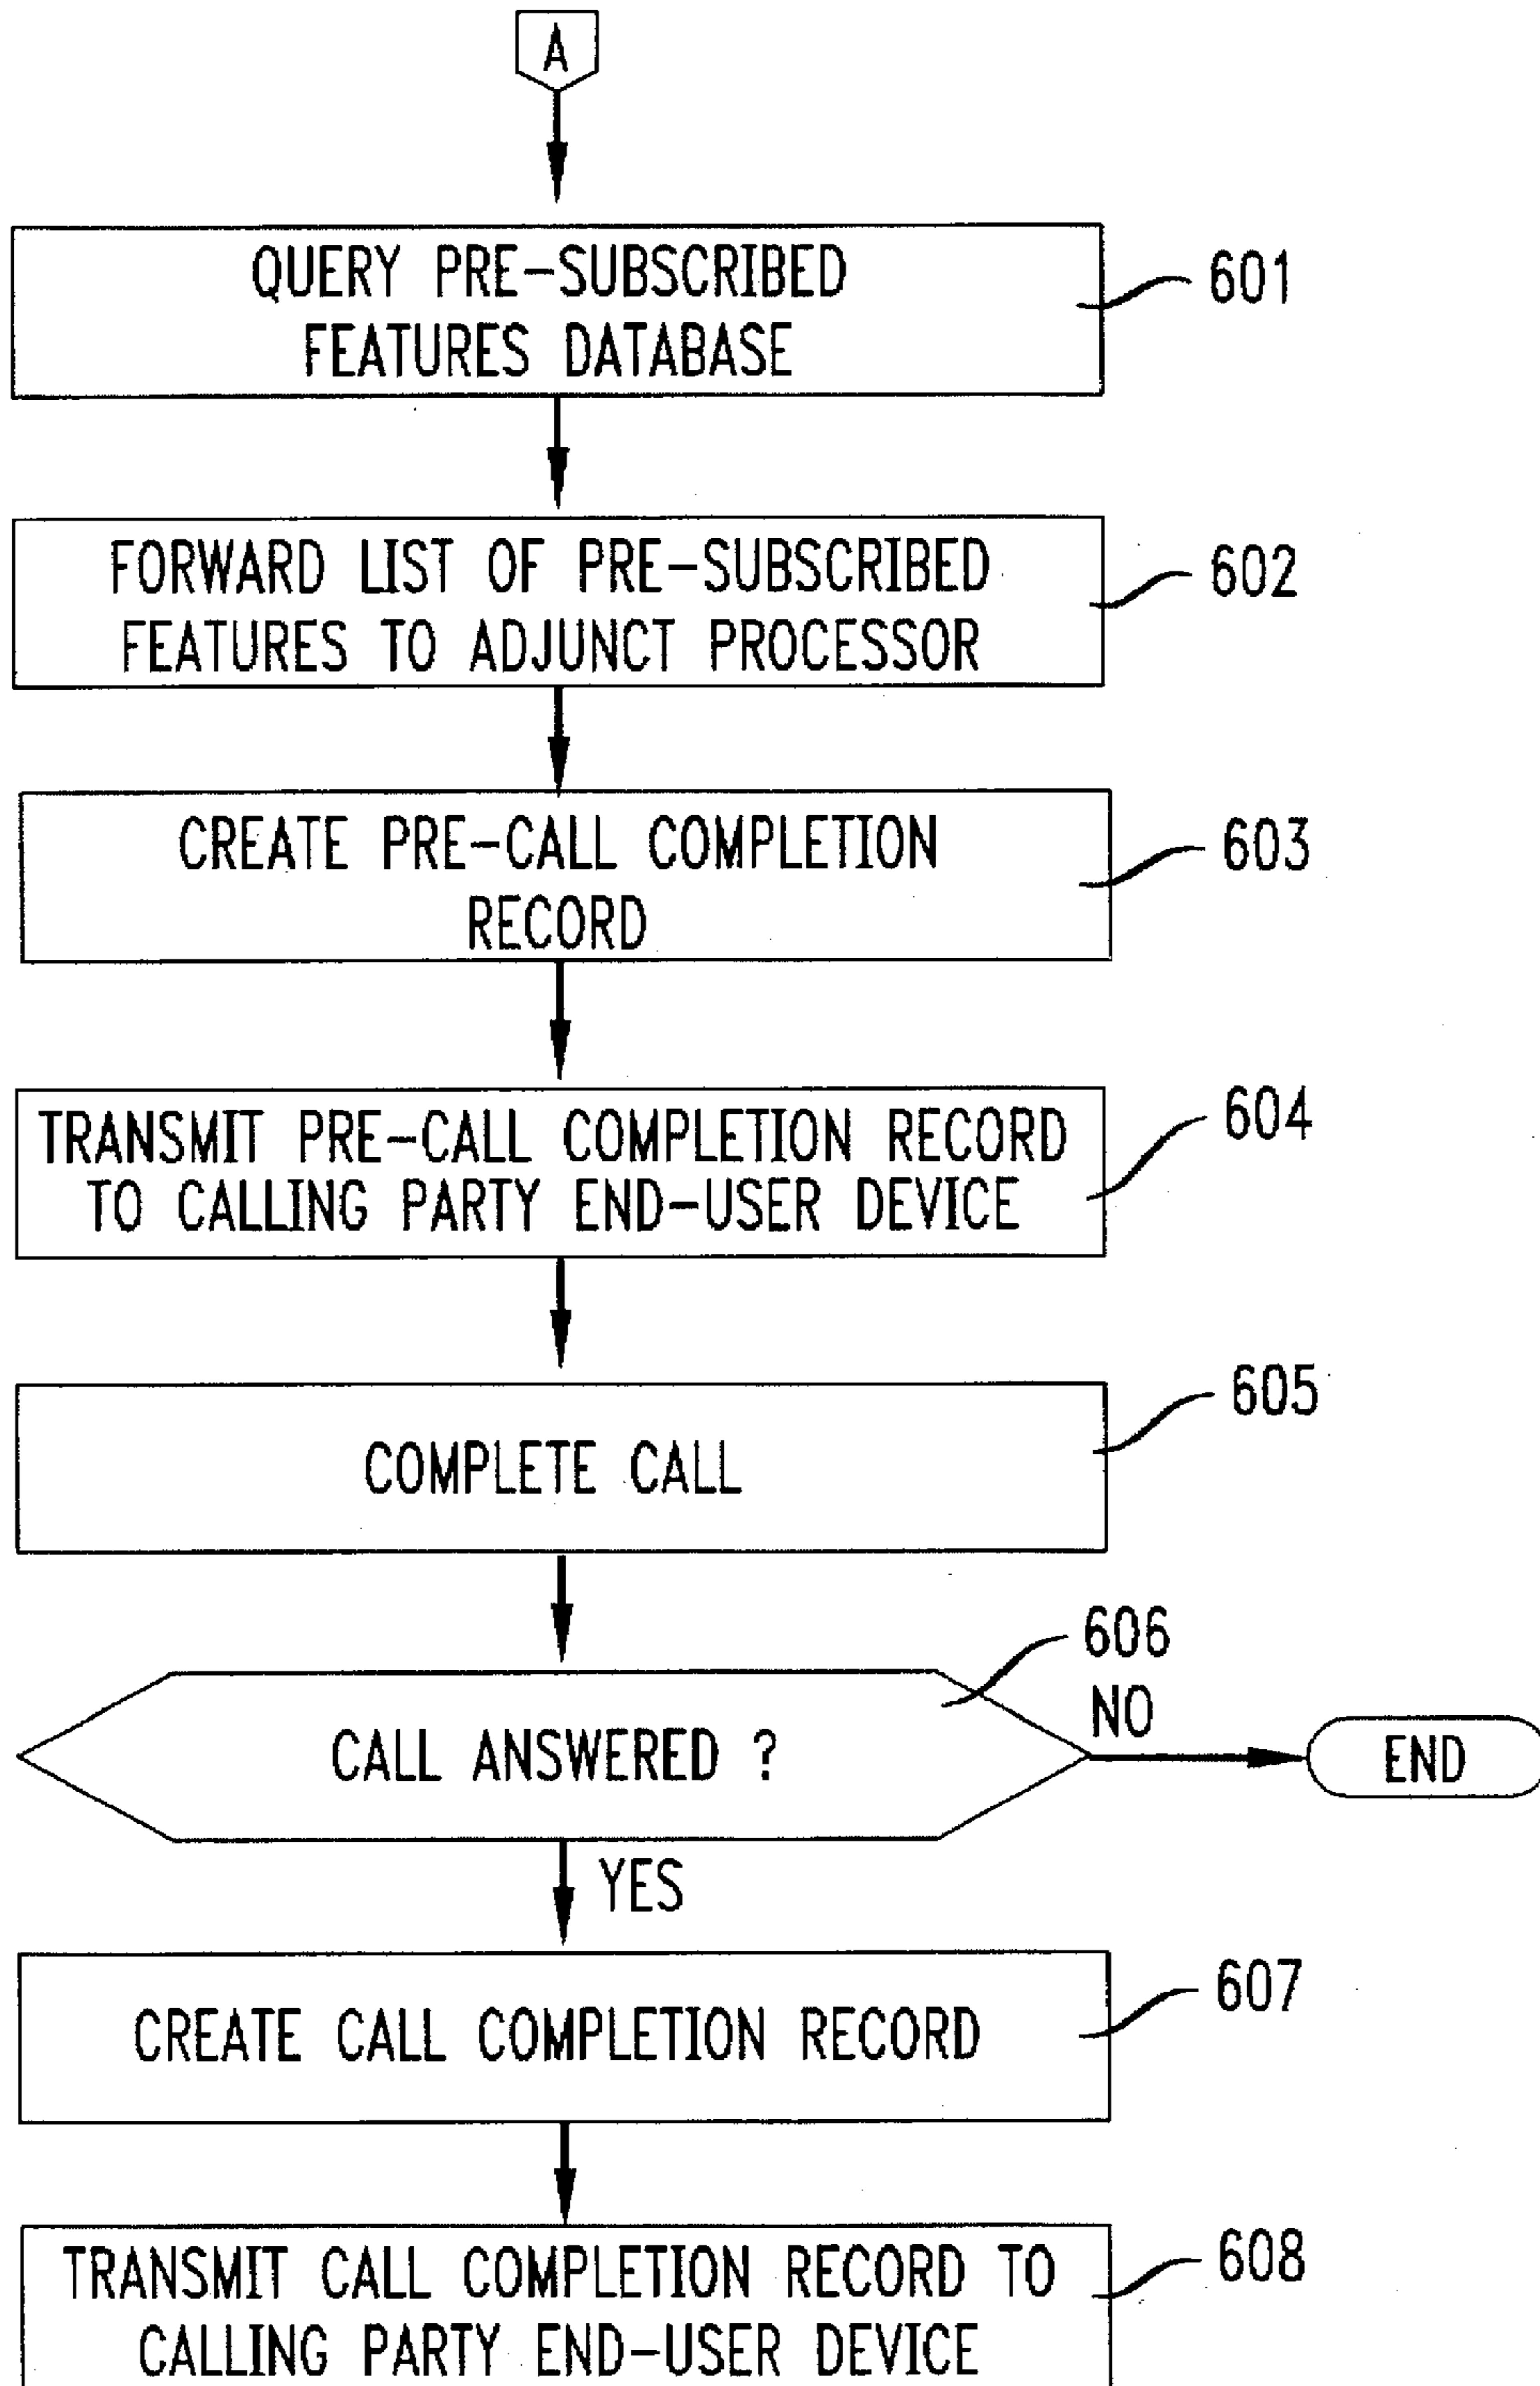 A
QUERY PRE-SUBSCRIBED
FEATURES DATABASE
601
FORWARD LIST OF PRE-SUBSCRIBED
FEATURES TO ADJUNCT PROCESSOR
602
CREATE PRE-CALL COMPLETION
RECORD
603
TRANSMIT PRE-CALL COMPLETION RECORD
TO CALLING PARTY END-USER DEVICE
604
COMPLETE CALL
605
606
CALL ANSWERED ?
NO
END
YES
CREATE CALL COMPLETION RECORD
607
TRANSMIT CALL COMPLETION RECORD TO
CALLING PARTY END-USER DEVICE
608